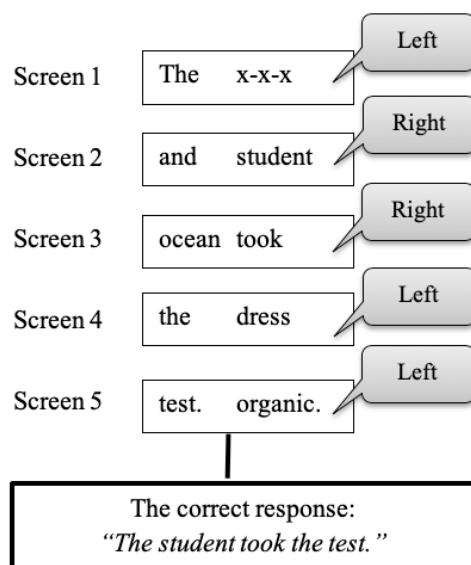 Left
Screen 1 The x-x-x
Right
Screen 2 and student
Right
Screen 3 ocean took
Left
Screen 4 the dress
Left
Screen 5 test. organic.
The correct response:
“The student took the test.”